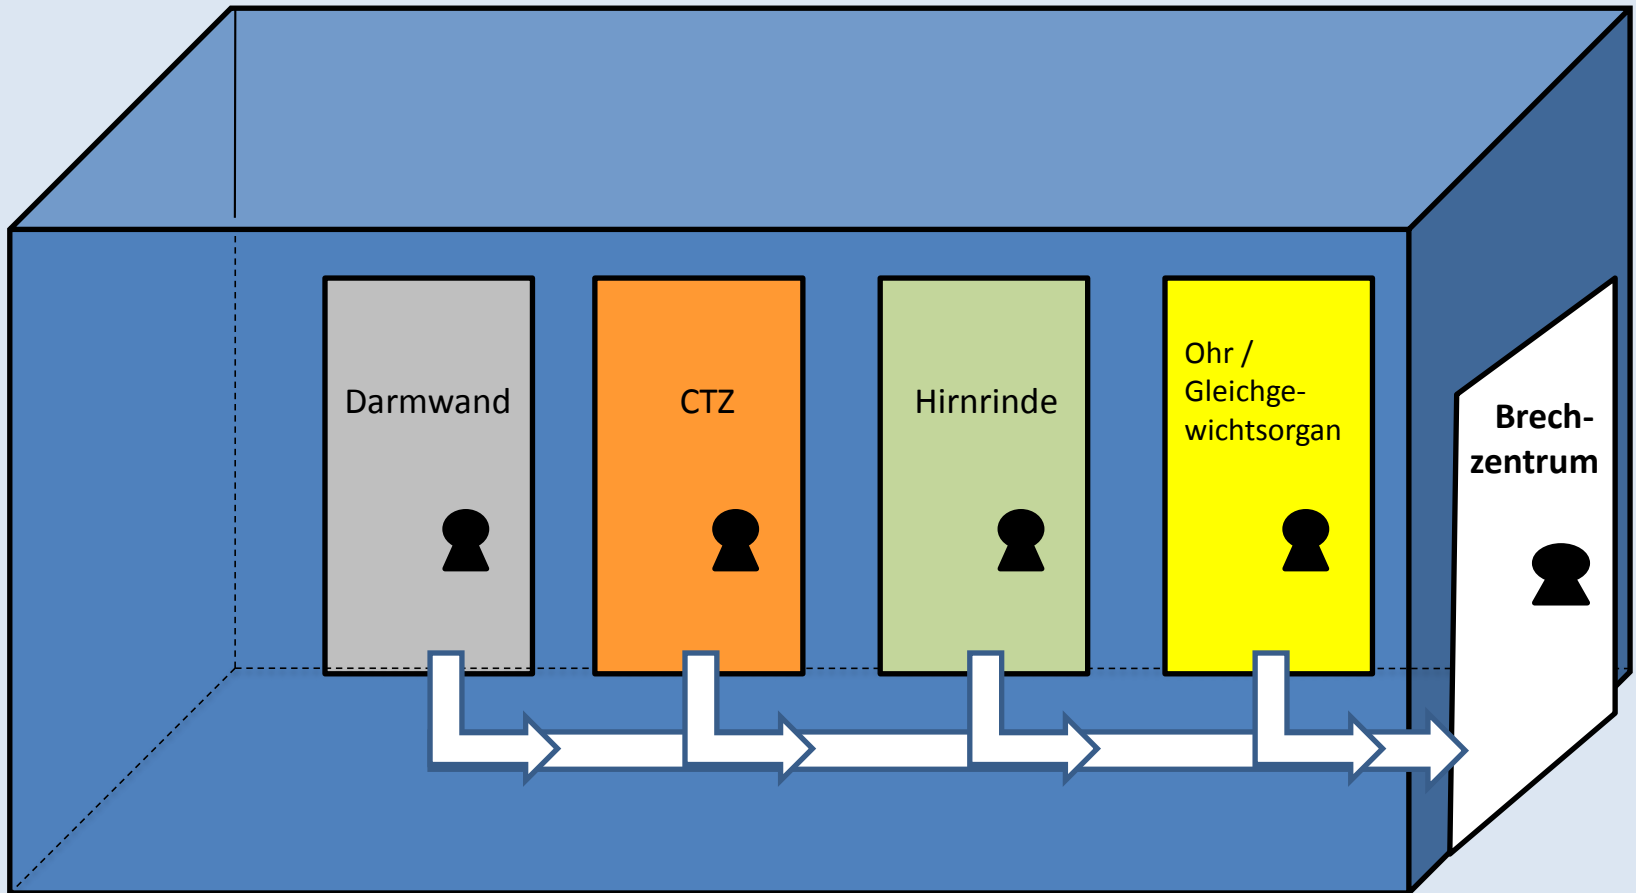 Darmwand
CTZ
Hirnrinde
Ohr /
Gleichge-
wichtsorgan
Brech-
zentrum